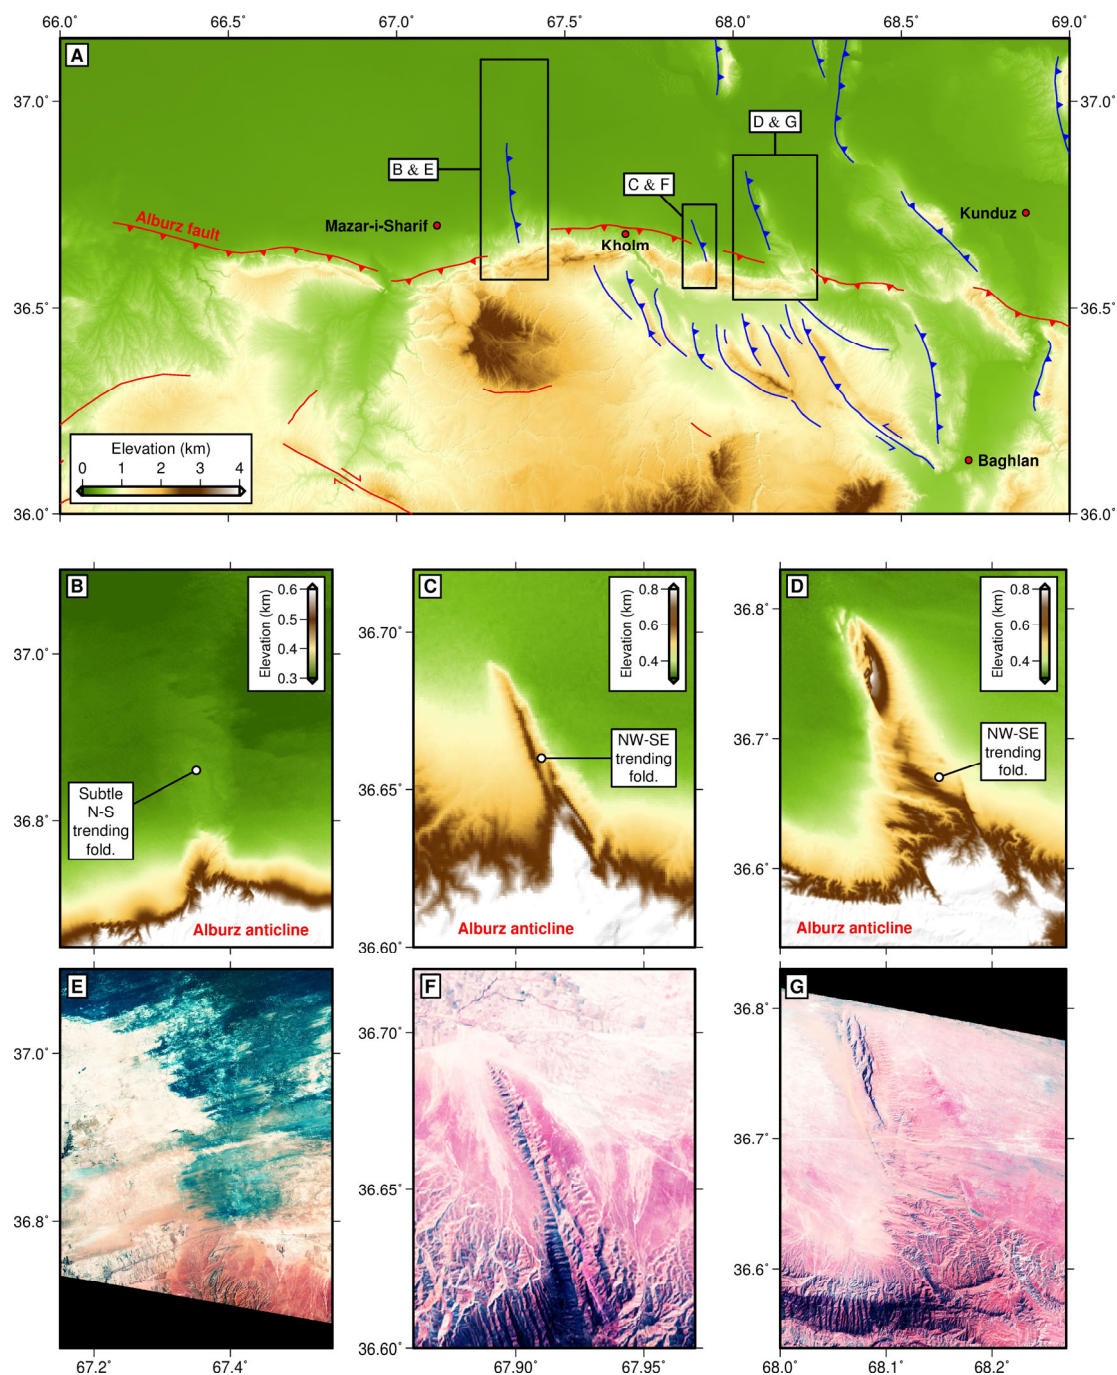 66.0° 66.5° 67.0° 67.5° 68.0° 68.5° 69.0°
A
37.0° 37.0°
D & G
B & E
C & F
Alburz fault
Mazar-i-Sharif
Kholm
Kunduz
36.5° 36.5°
Elevation (km)
0 1 2 3 4
Baghlan
36.0° 36.0°
66.0 67.0
B
0.6
0.5
0.4
0.3
Elevation (km)
37.0°
36.8°
Subtle
N-S
trending
fold.
Alburz anticline
C
0.8
0.6
0.4
Elevation (km)
36.70°
36.65°
36.60°
NW-SE
trending
fold.
Alburz anticline
D
0.8
0.6
0.4
Elevation (km)
36.8°
36.7°
36.6°
NW-SE
trending
fold.
Alburz anticline
E
37.0°
36.8°
67.2° 67.4°
F
36.70°
36.65°
36.60°
67.90° 67.95°
G
36.8°
36.7°
36.6°
68.0° 68.1° 68.2°